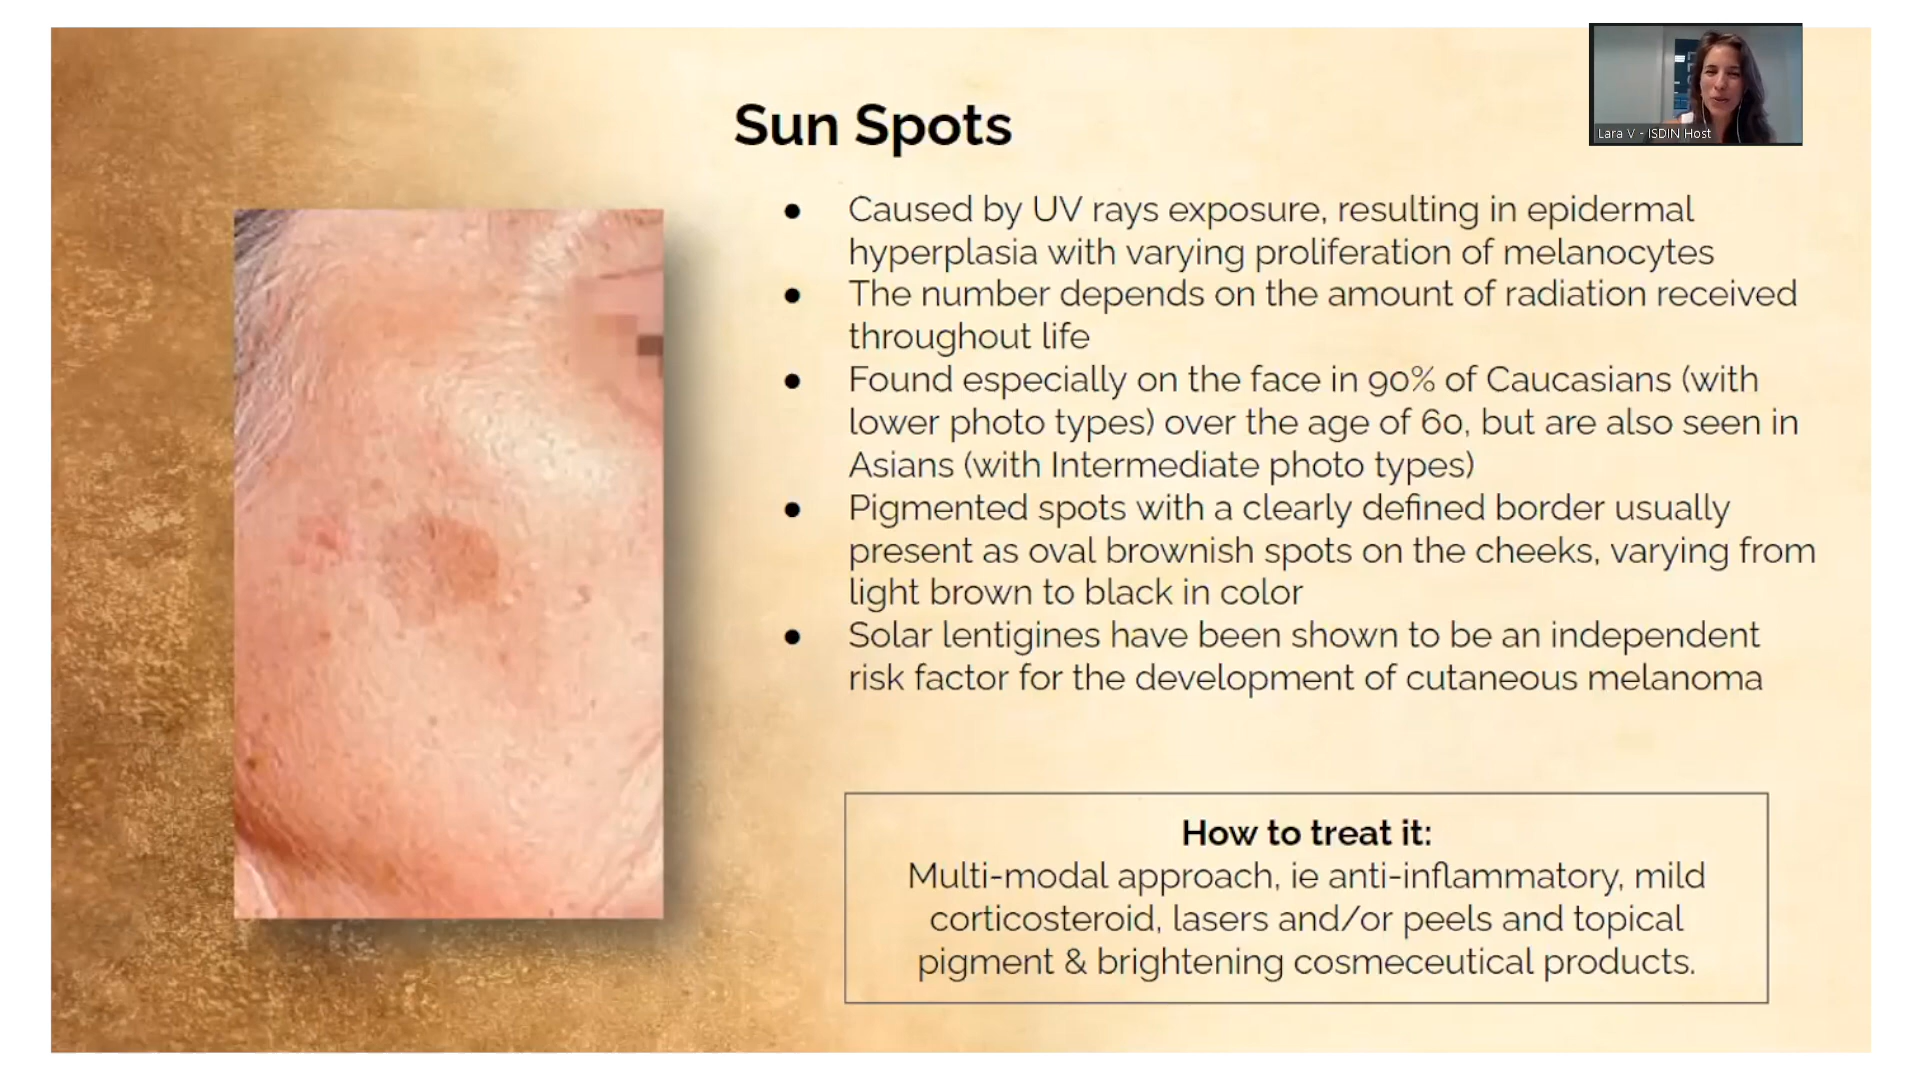 Lara V - ISDIN Host
Sun Spots
● Caused by UV rays exposure, resulting in epidermal
hyperplasia with varying proliferation of melanocytes
● The number depends on the amount of radiation received
throughout life
● Found especially on the face in 90% of Caucasians (with
lower photo types) over the age of 60, but are also seen in
Asians (with Intermediate photo types)
● Pigmented spots with a clearly defined border usually
present as oval brownish spots on the cheeks, varying from
light brown to black in color
● Solar lentigines have been shown to be an independent
risk factor for the development of cutaneous melanoma
How to treat it:
Multi-modal approach, ie anti-inflammatory, mild
corticosteroid, lasers and/or peels and topical
pigment & brightening cosmeceutical products.